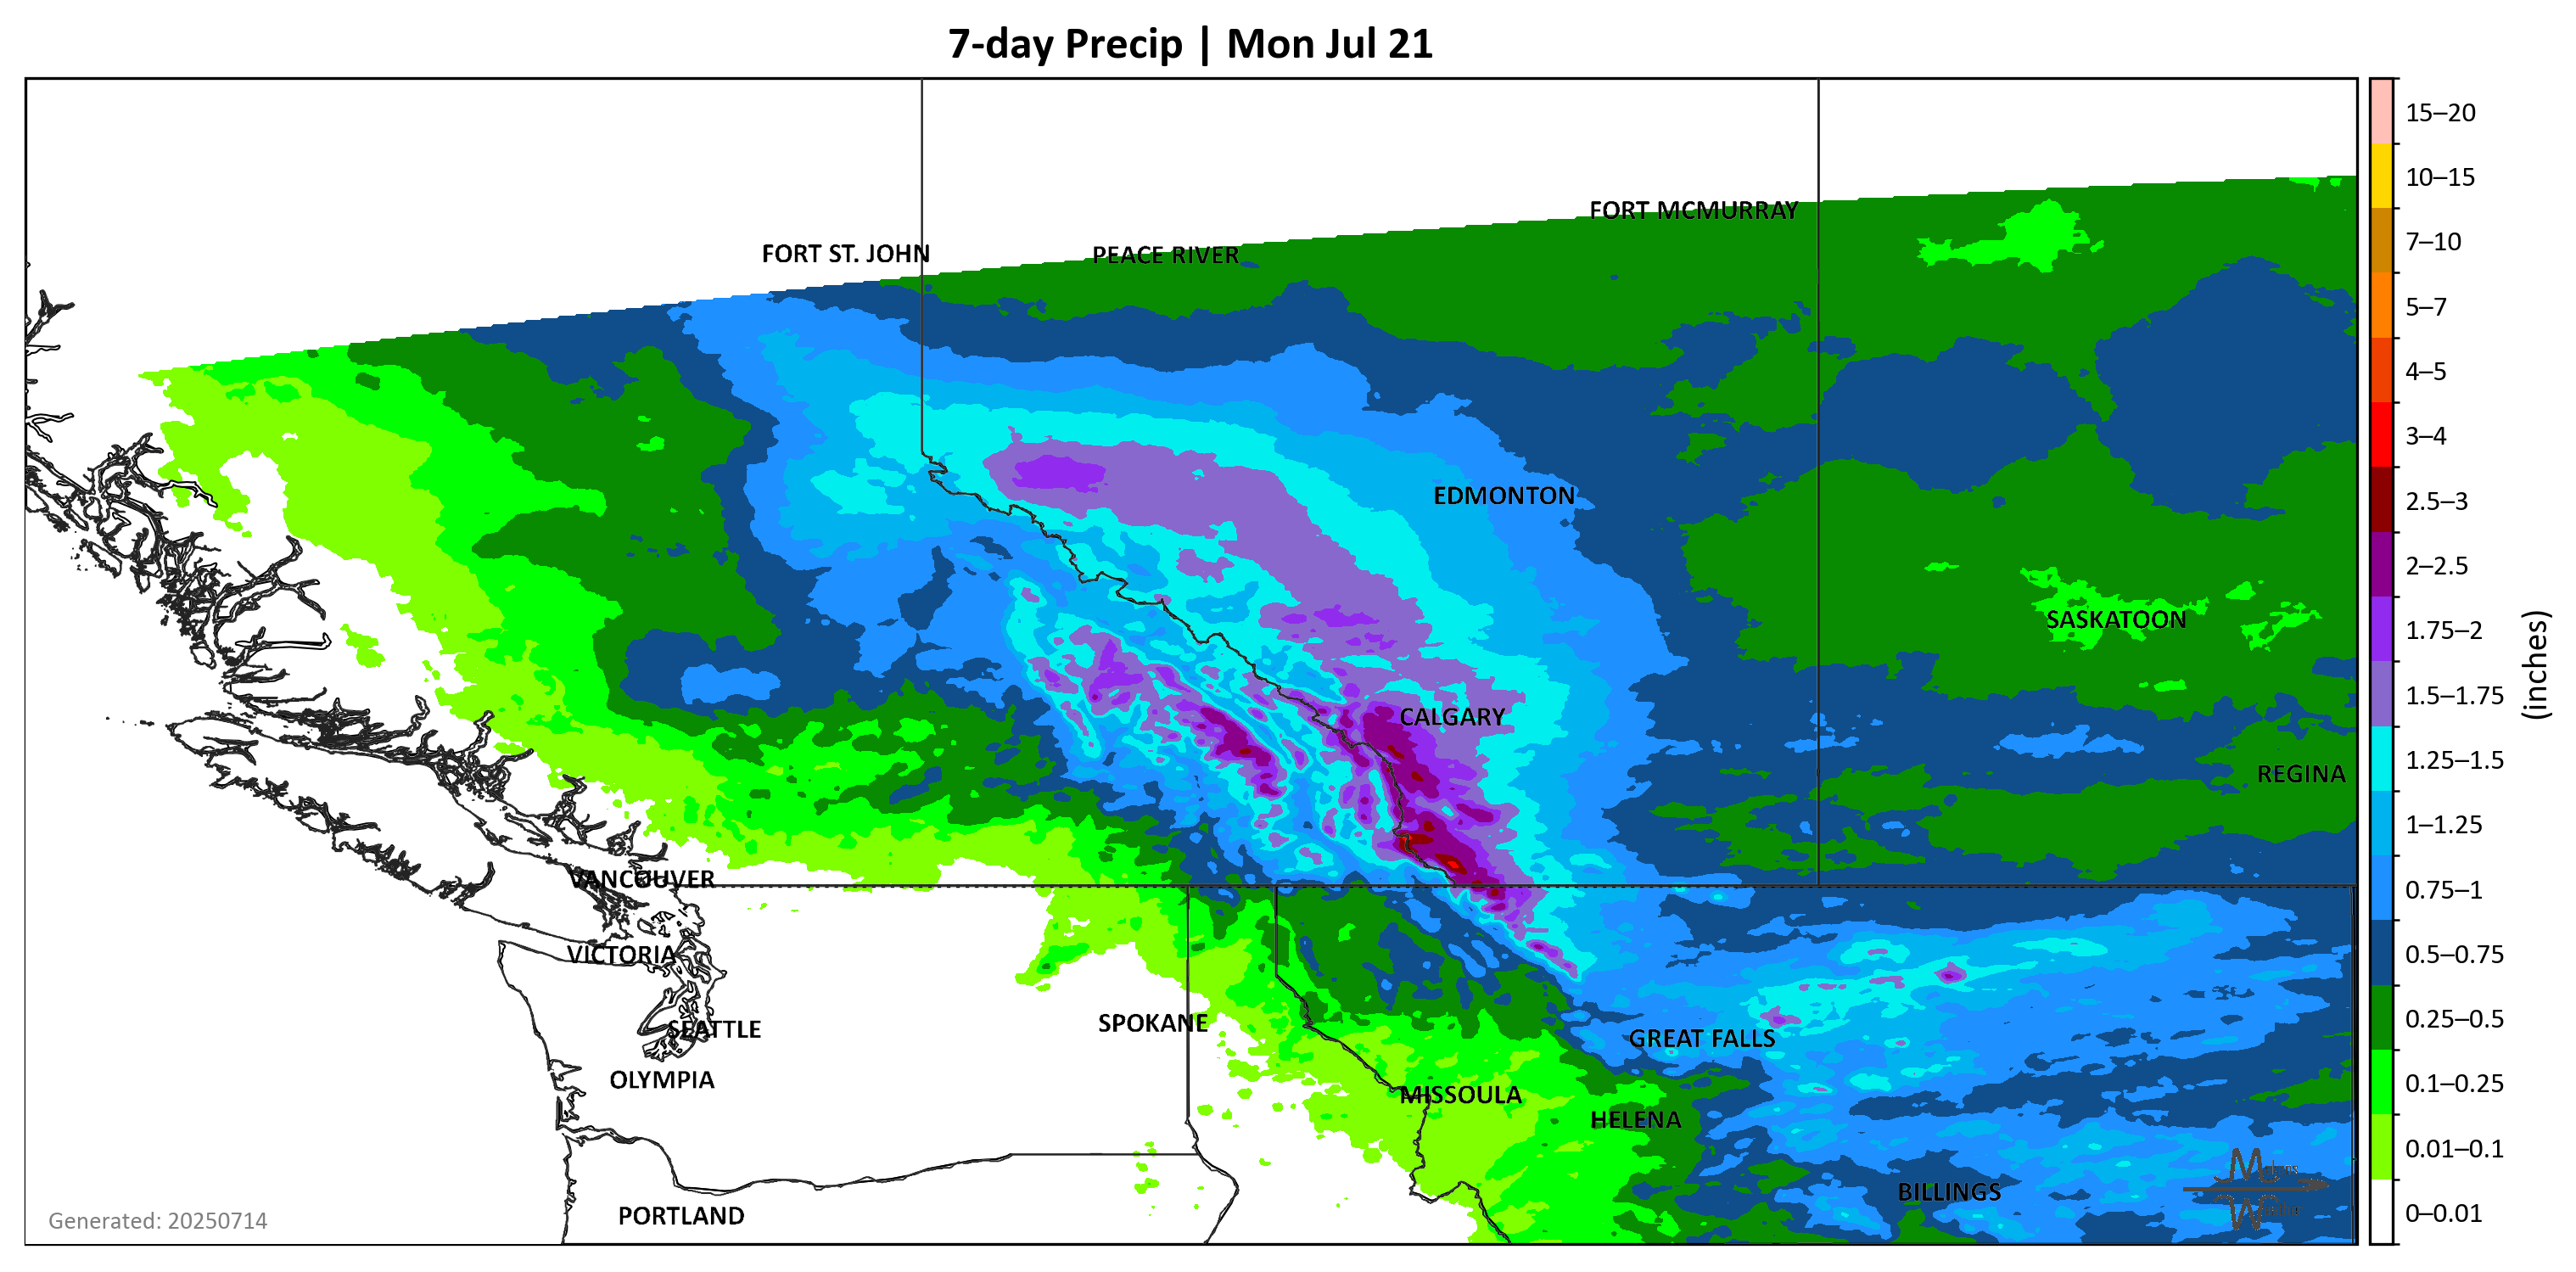 7-day Precip | Mon Jul 21
15–20
10–15
7–10
5–7
4–5
3–4
2.5–3
2–2.5
1.75–2
1.5–1.75
1.25–1.5
1–1.25
0.75–1
0.5–0.75
0.25–0.5
0.1–0.25
0.01–0.1
0–0.01
(inches)
FORT MCMURRAY
FORT ST. JOHN
PEACE RIVER
EDMONTON
SASKATOON
CALGARY
REGINA
VANCOUVER
VICTORIA
SEATTLE
SPOKANE
GREAT FALLS
OLYMPIA
MISSOULA
HELENA
BILLINGS
PORTLAND
Generated: 20250714